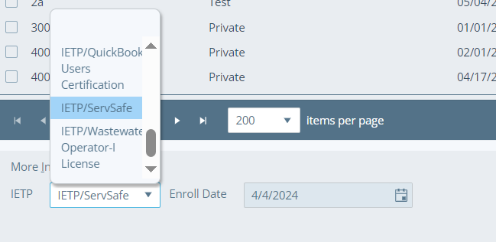 2a Test 05/04/
300 Private 01/01/2
400 Private 02/01/2
400 Private 04/17/2
IETP/QuickBook
Users
Certification
IETP/ServSafe
IETP/Wastewate
Operator-I
License
200 items per page
More In
IETP IETP/ServSafe Enroll Date 4/4/2024